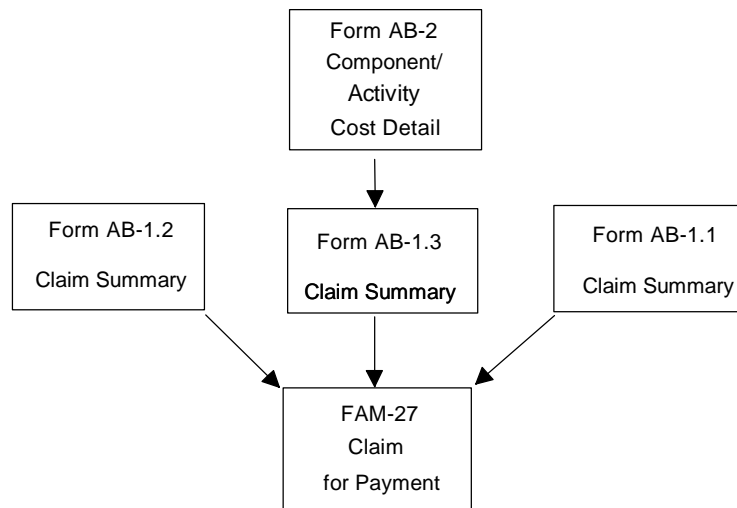 Form AB-2
Component/
Activity
Cost Detail
Form AB-1.2
Claim Summary
Form AB-1.3
Claim Summary
Form AB-1.1
Claim Summary
FAM-27
Claim
for Payment